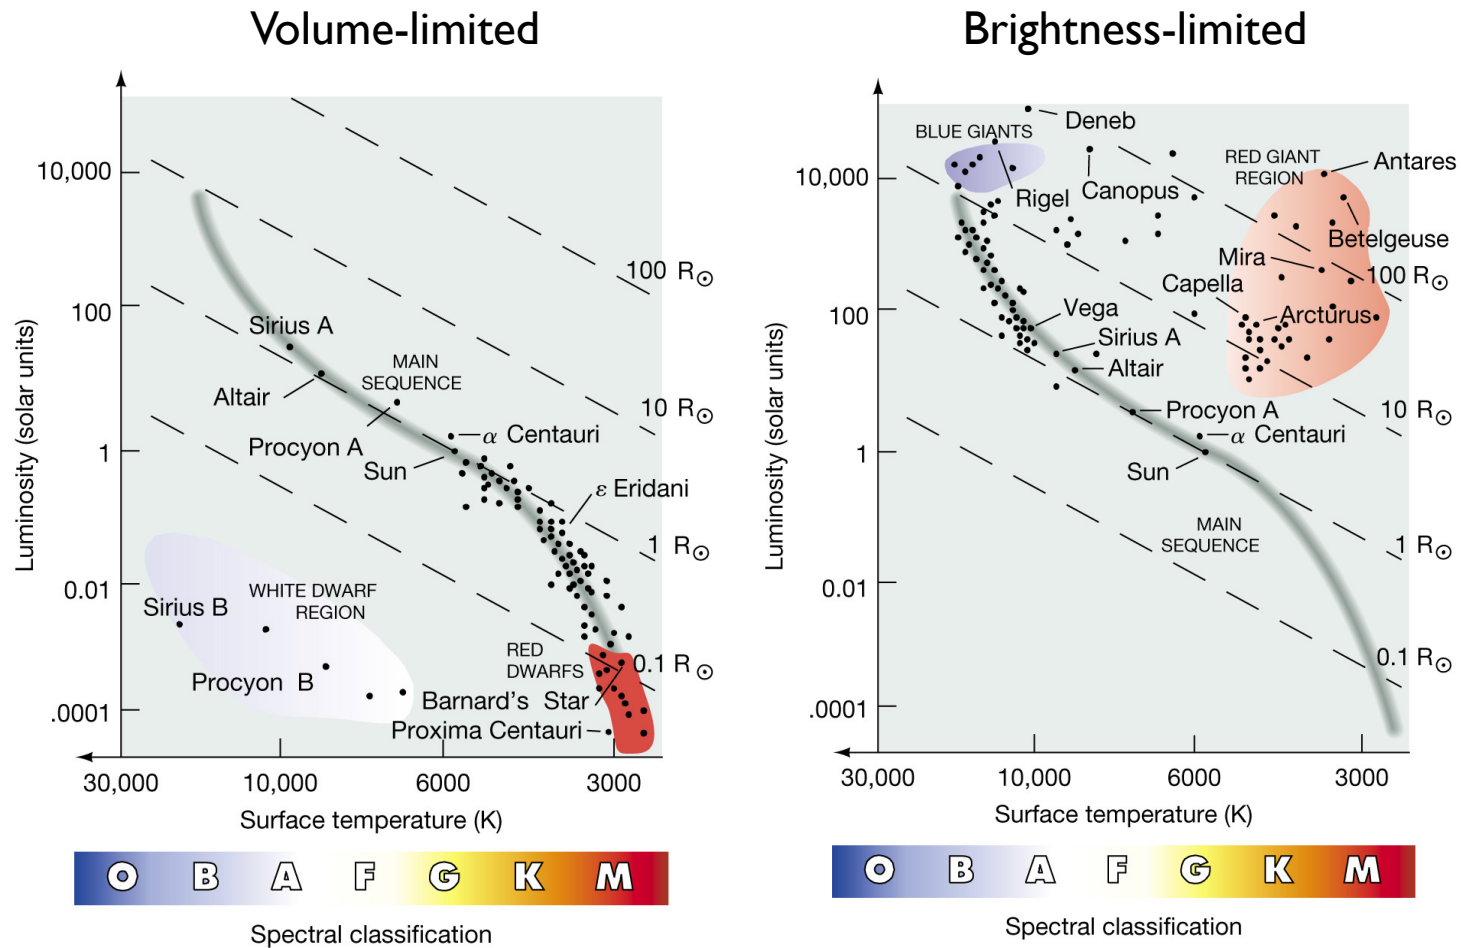 Volume-limited
10,000
100
1
0.01
.0001
Luminosity (solar units)
100 R⊙
10 R⊙
1 R⊙
0.1 R⊙
Sirius A
Altair
MAIN
SEQUENCE
Procyon A
α Centauri
Sun
ε Eridani
WHITE DWARF
REGION
Sirius B
Procyon B
RED
DWARFS
Barnard's Star
Proxima Centauri
30,000
10,000
6000
3000
Surface temperature (K)
O B A F G K M
Spectral classification
Brightness-limited
10,000
100
1
0.01
.0001
Luminosity (solar units)
BLUE GIANTS
Deneb
Rigel
Canopus
RED GIANT
REGION
Antares
Betelgeuse
Mira
Capella
100 R⊙
Arcturus
Vega
Sirius A
Altair
Procyon A
10 R⊙
α Centauri
Sun
MAIN
SEQUENCE
1 R⊙
0.1 R⊙
30,000
10,000
6000
3000
Surface temperature (K)
O B A F G K M
Spectral classification